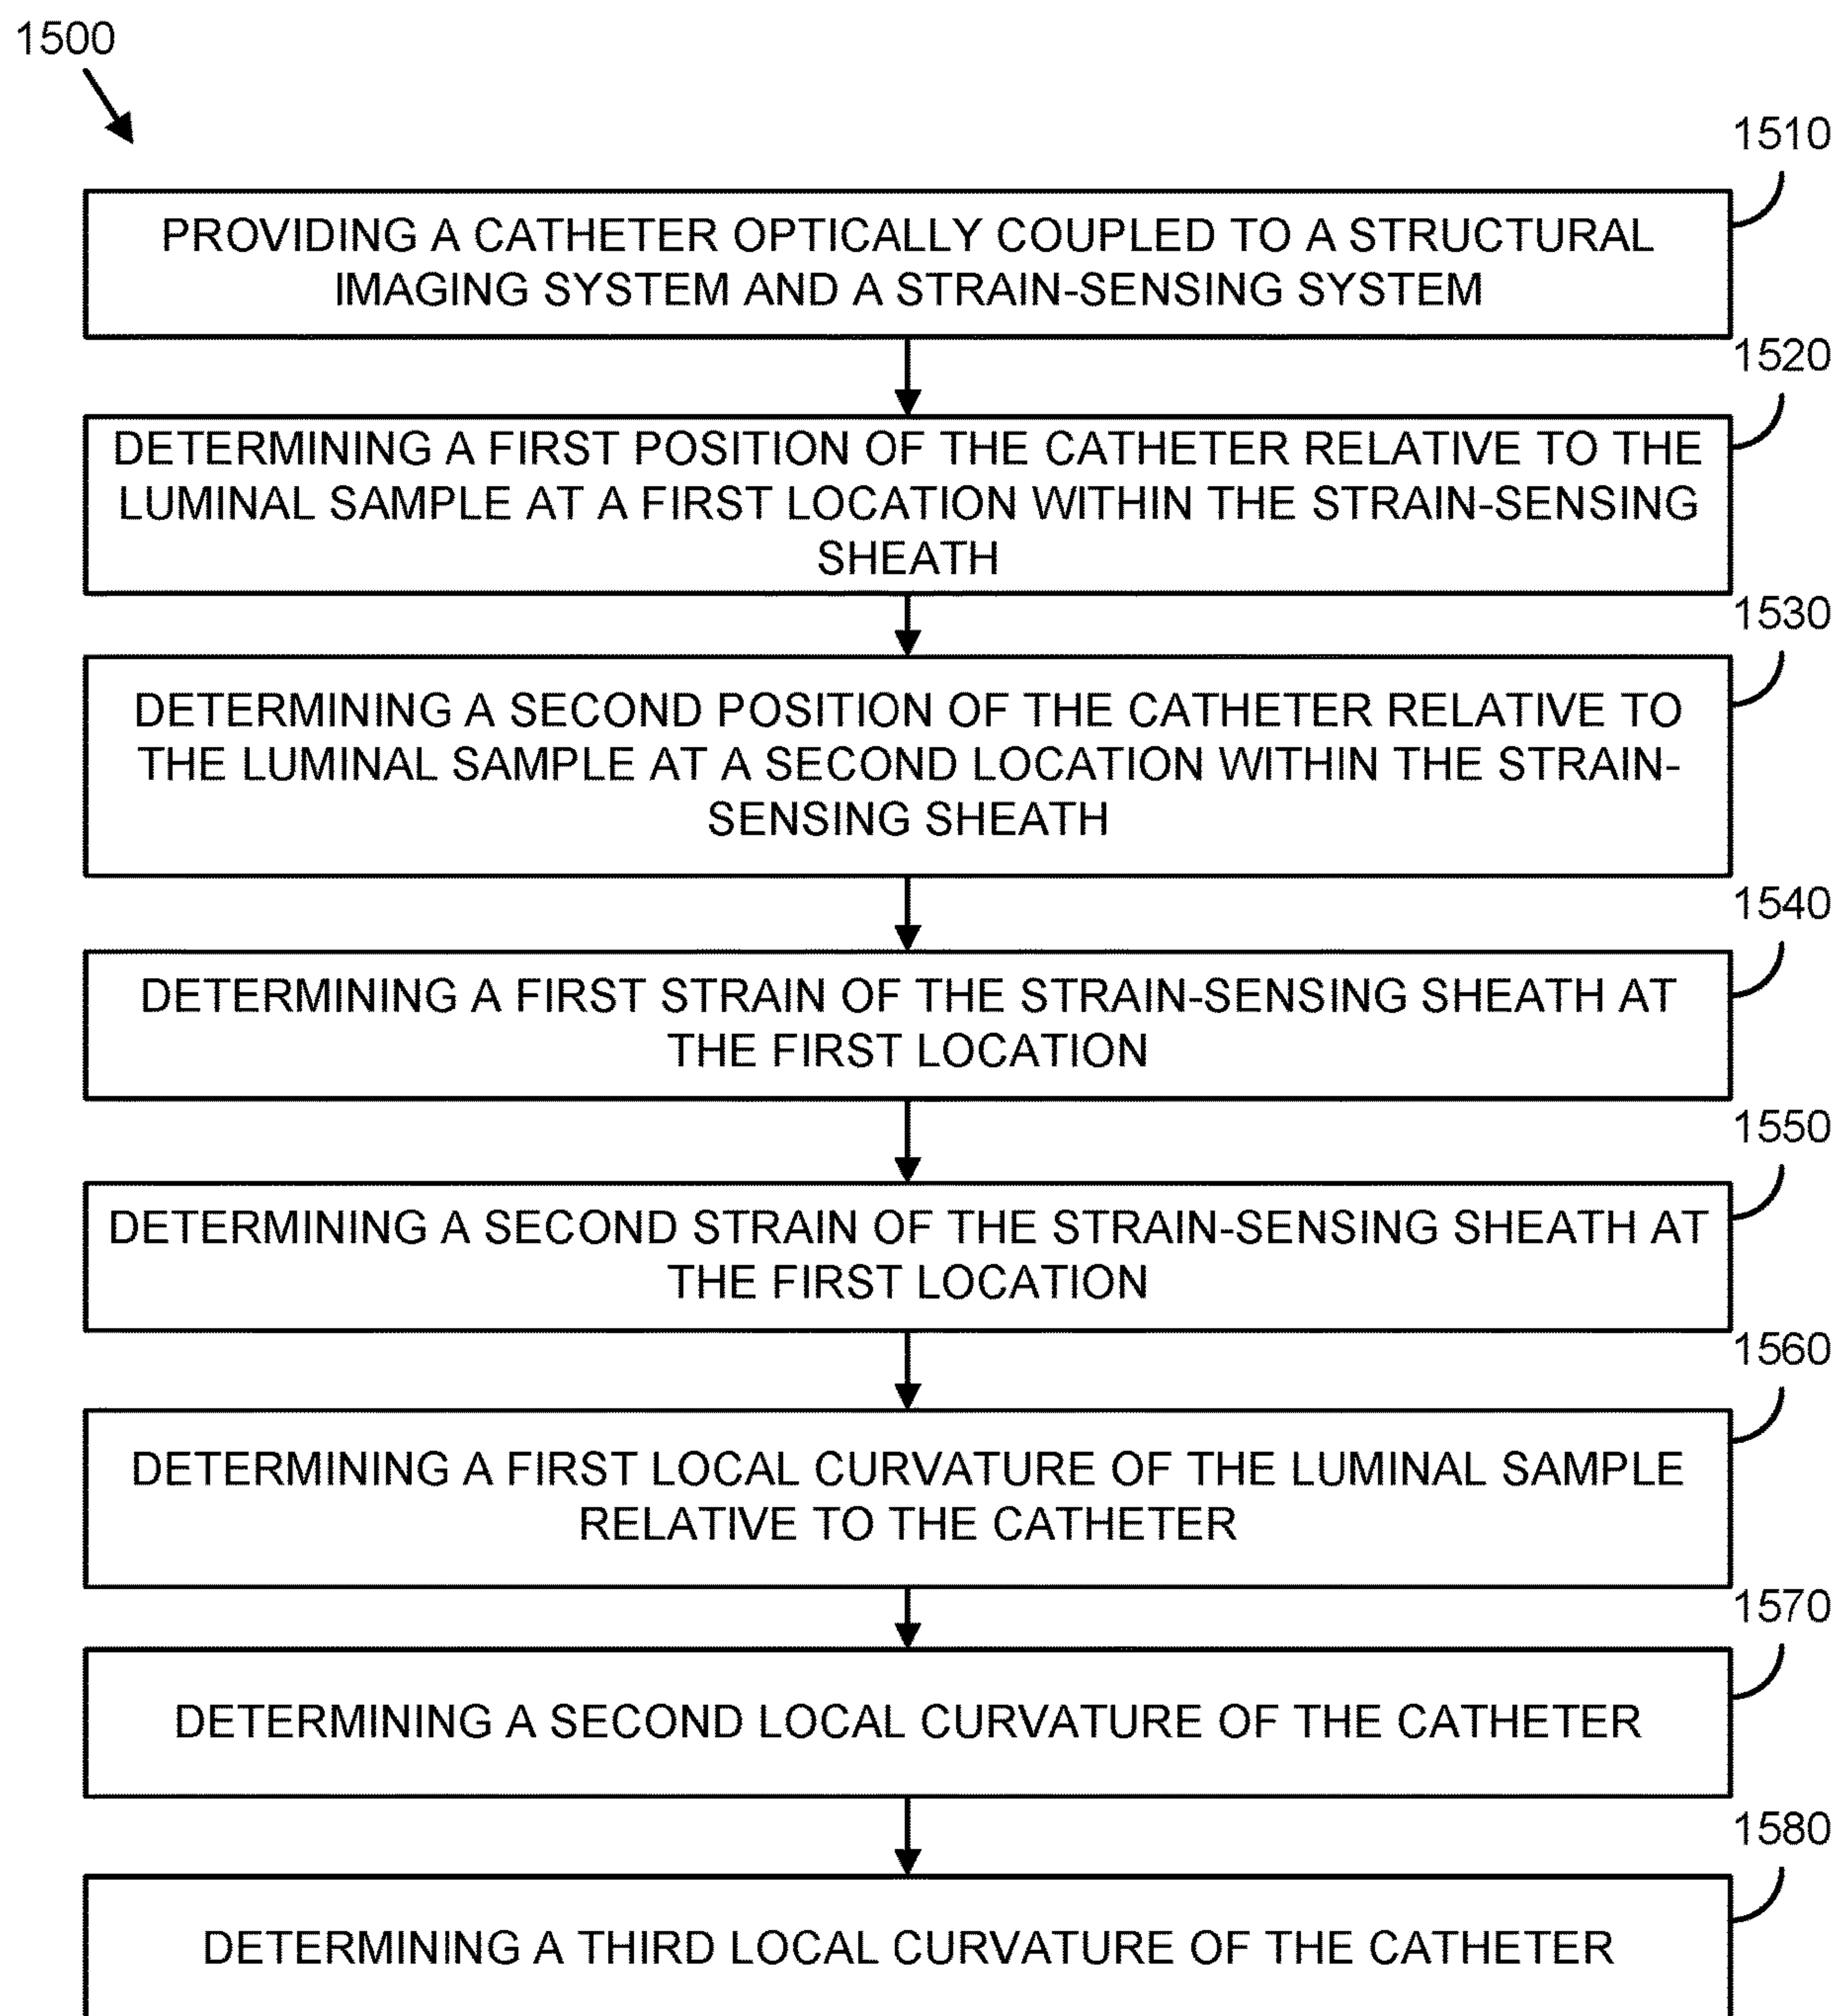 1500
1510
PROVIDING A CATHETER OPTICALLY COUPLED TO A STRUCTURAL
IMAGING SYSTEM AND A STRAIN-SENSING SYSTEM
1520
DETERMINING A FIRST POSITION OF THE CATHETER RELATIVE TO THE
LUMINAL SAMPLE AT A FIRST LOCATION WITHIN THE STRAIN-SENSING
SHEATH
1530
DETERMINING A SECOND POSITION OF THE CATHETER RELATIVE TO
THE LUMINAL SAMPLE AT A SECOND LOCATION WITHIN THE STRAIN-
SENSING SHEATH
1540
DETERMINING A FIRST STRAIN OF THE STRAIN-SENSING SHEATH AT
THE FIRST LOCATION
1550
DETERMINING A SECOND STRAIN OF THE STRAIN-SENSING SHEATH AT
THE FIRST LOCATION
1560
DETERMINING A FIRST LOCAL CURVATURE OF THE LUMINAL SAMPLE
RELATIVE TO THE CATHETER
1570
DETERMINING A SECOND LOCAL CURVATURE OF THE CATHETER
1580
DETERMINING A THIRD LOCAL CURVATURE OF THE CATHETER